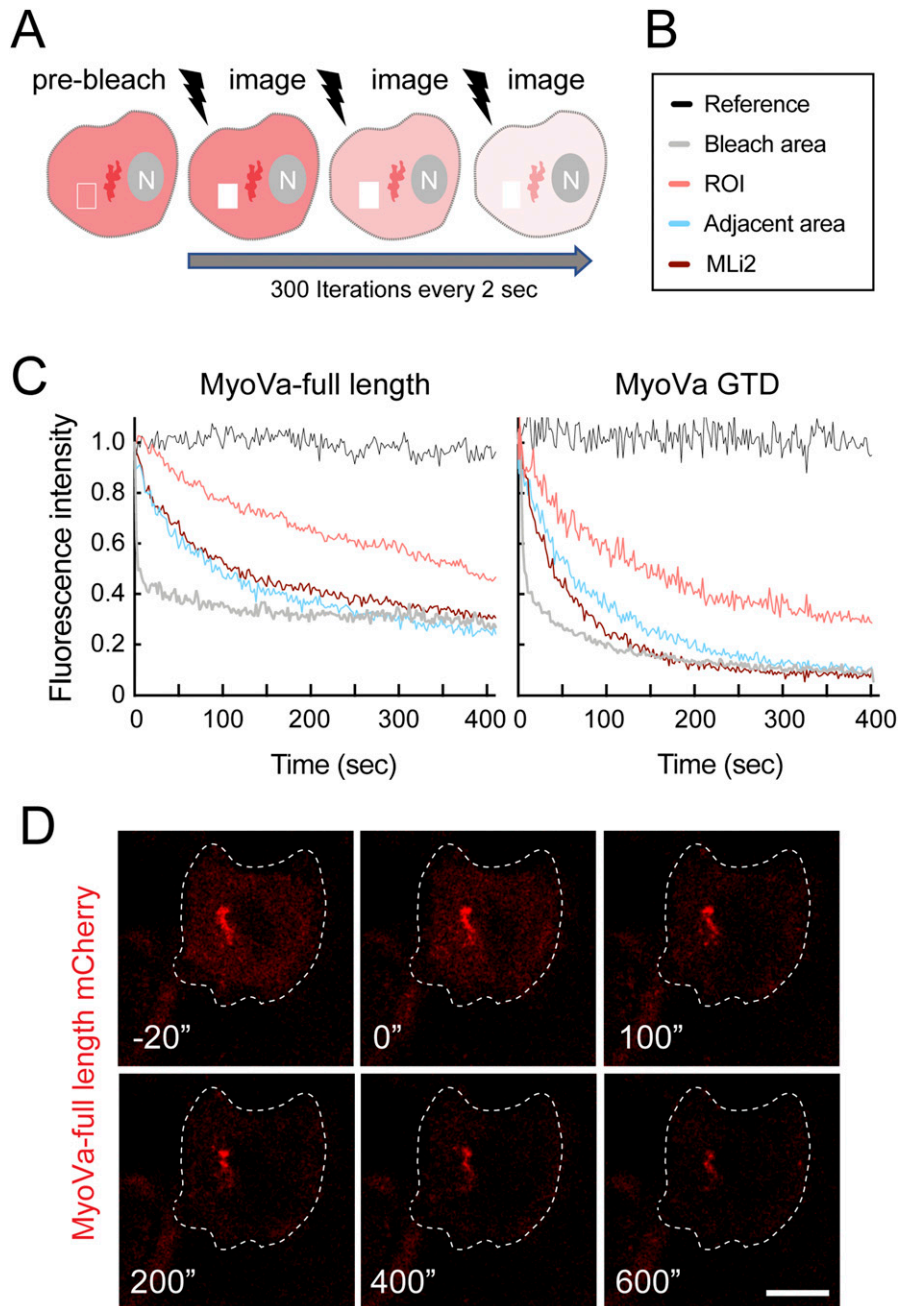 A
pre-bleach image image image
N N N N
300 Iterations every 2 sec
B
Reference
Bleach area
ROI
Adjacent area
MLi2
C
MyoVa-full length
Fluorescence intensity
1.0
0.8
0.6
0.4
0.2
0
0 100 200 300 400
Time (sec)
MyoVa GTD
0 100 200 300 400
Time (sec)
D
MyoVa-full length mCherry
-20”
0”
100”
200”
400”
600”